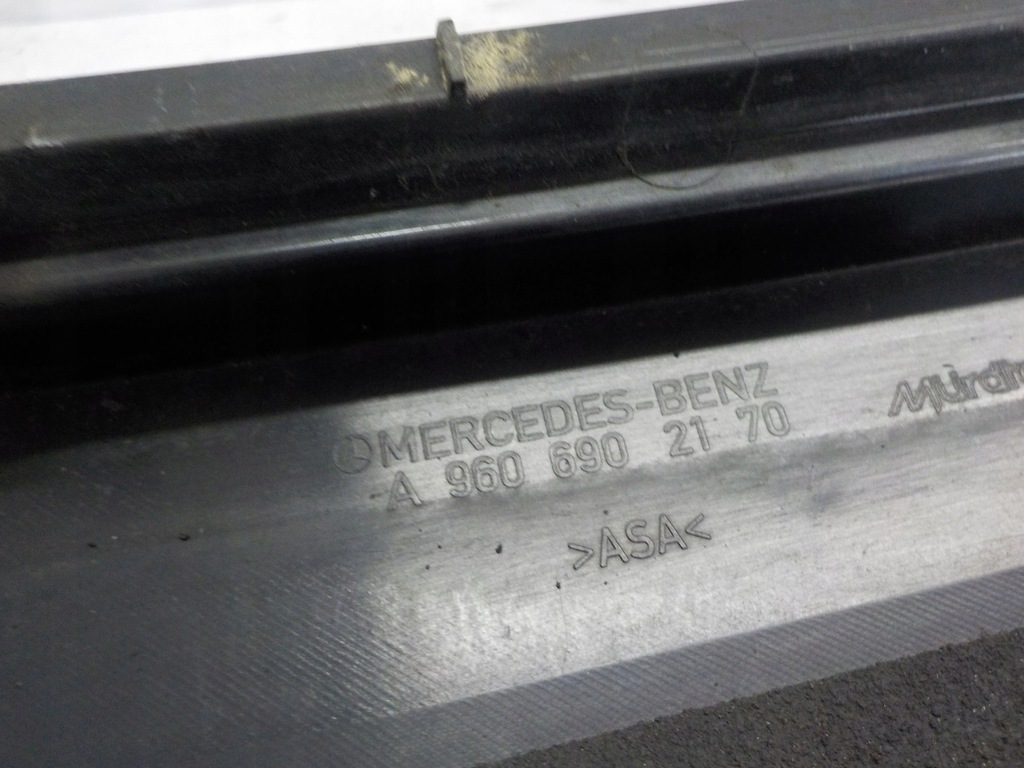 MERCEDES-BENZ
A 960 690 21 70
>ASA<